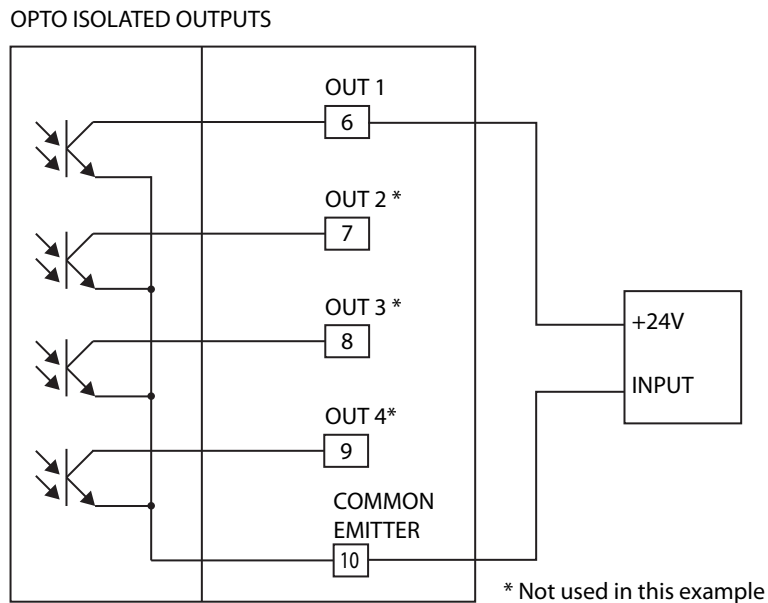 OPTO ISOLATED OUTPUTS
OUT 1
6
OUT 2 *
7
OUT 3 *
8
OUT 4*
9
COMMON
EMITTER
10
+24V
INPUT
* Not used in this example